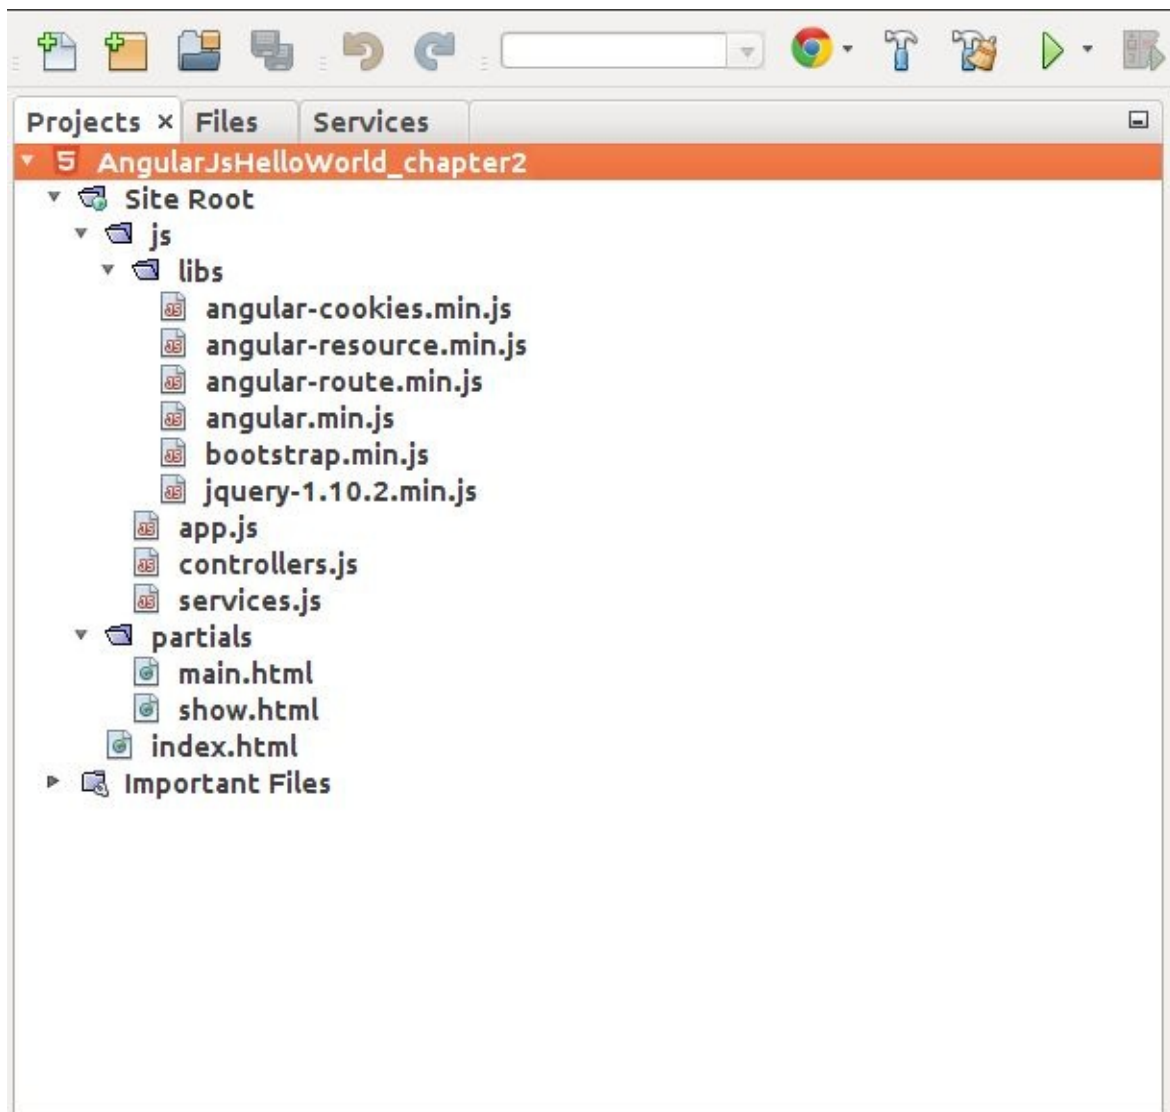 Projects × Files Services
5 AngularJsHelloWorld_chapter2
Site Root
js
libs
angular-cookies.min.js
angular-resource.min.js
angular-route.min.js
angular.min.js
bootstrap.min.js
jquery-1.10.2.min.js
app.js
controllers.js
services.js
partials
main.html
show.html
index.html
Important Files